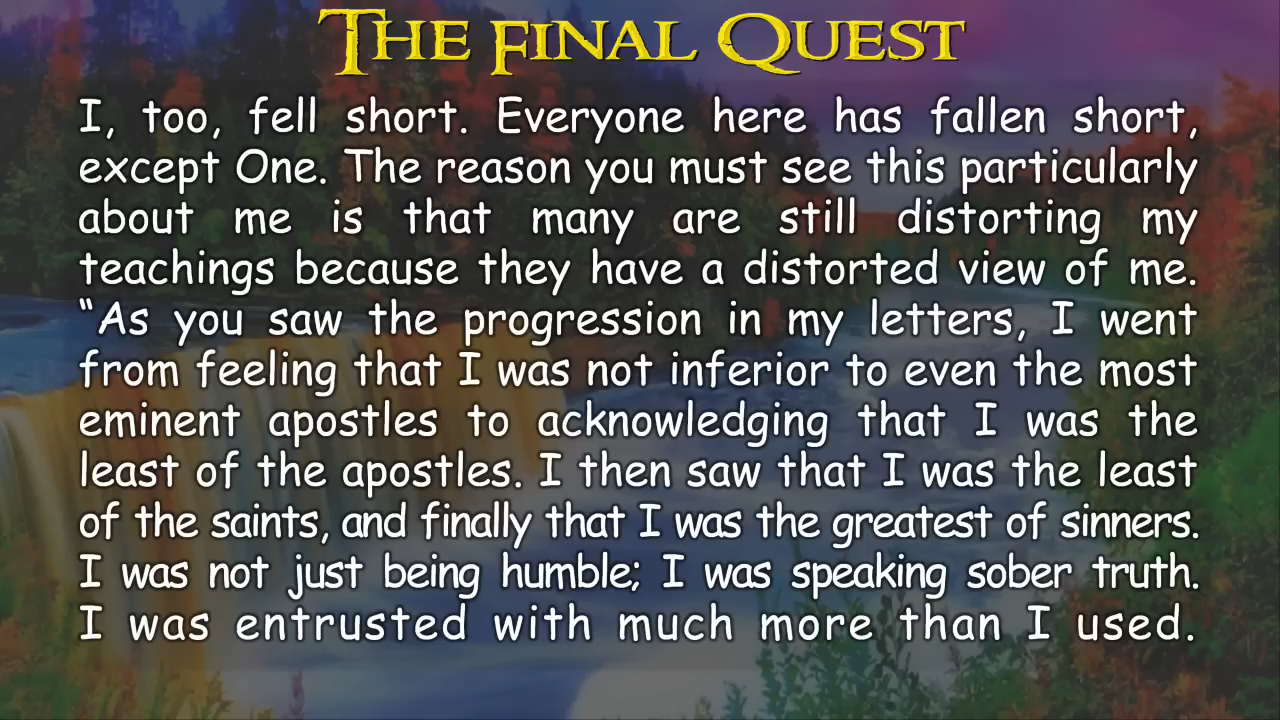 The Final Quest
I, too, fell short. Everyone here has fallen short,
except One. The reason you must see this particularly
about me is that many are still distorting my
teachings because they have a distorted view of me.
“As you saw the progression in my letters, I went
from feeling that I was not inferior to even the most
eminent apostles to acknowledging that I was the
least of the apostles. I then saw that I was the least
of the saints, and finally that I was the greatest of sinners.
I was not just being humble; I was speaking sober truth.
I was entrusted with much more than I used.